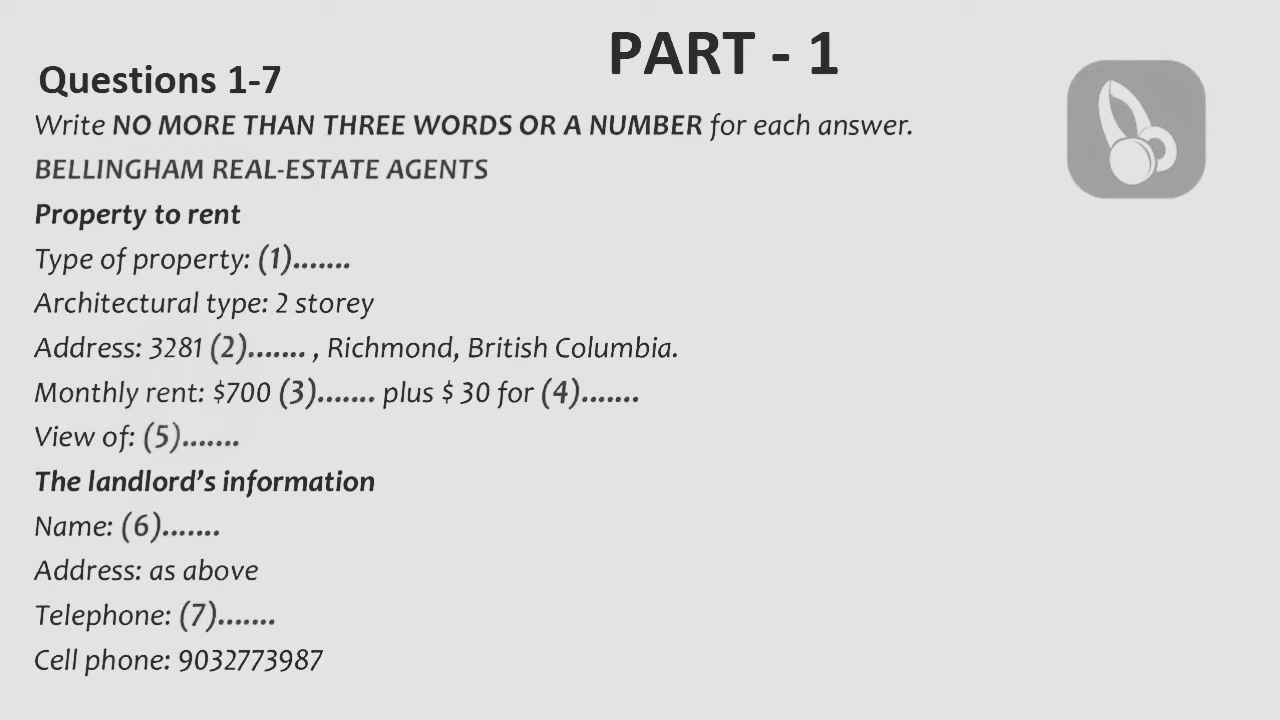 PART - 1
Questions 1-7
Write NO MORE THAN THREE WORDS OR A NUMBER for each answer.
BELLINGHAM REAL-ESTATE AGENTS
Property to rent
Type of property: (1).......
Architectural type: 2 storey
Address: 3281 (2)....... , Richmond, British Columbia.
Monthly rent: $700 (3)....... plus $ 30 for (4).......
View of: (5).......
The landlord’s information
Name: (6).......
Address: as above
Telephone: (7).......
Cell phone: 9032773987